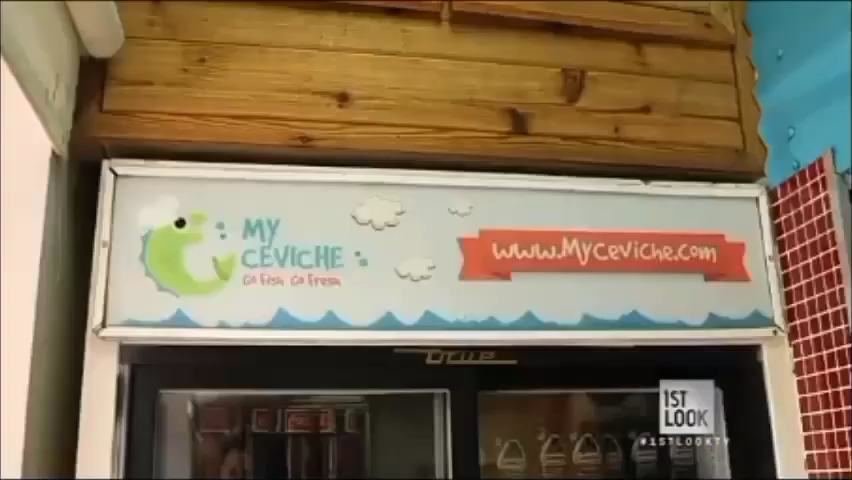 MY
CEVICHE
Go Fish Go Fresh
www.MyCeviche.com
True
1ST
LOOK
#1STLOOKTV